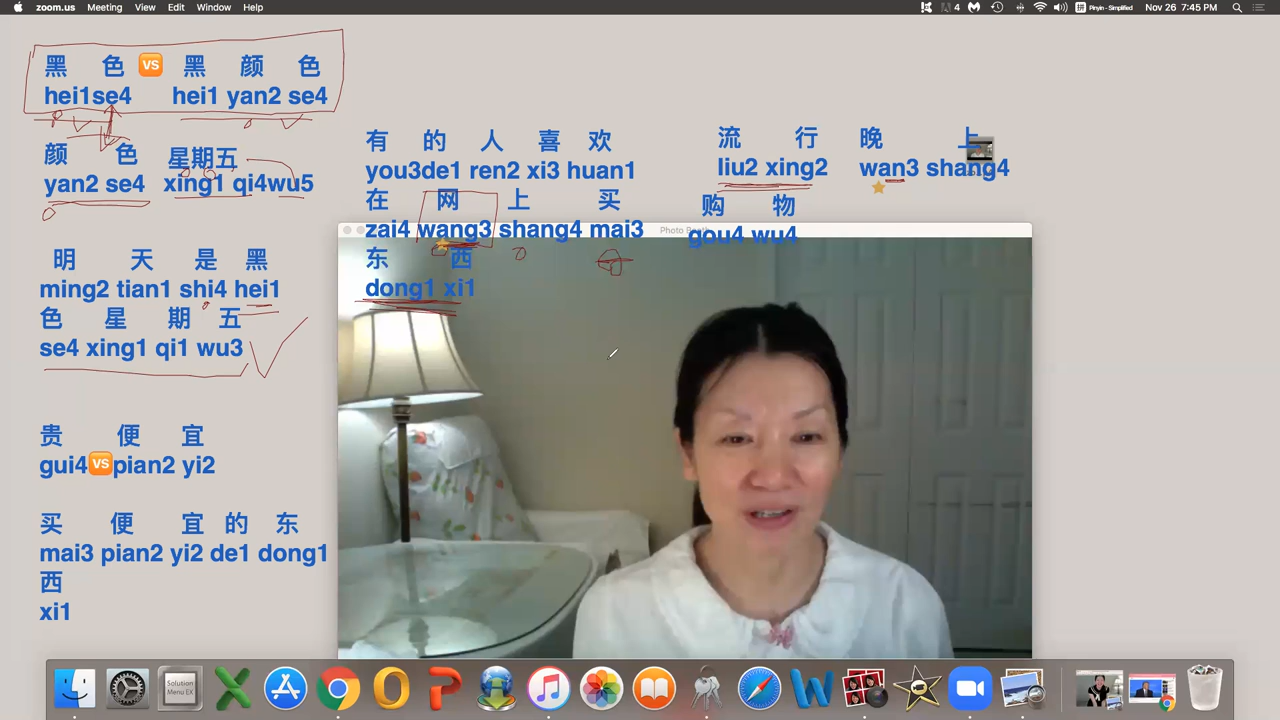 zoom.us Meeting View Edit Window Help 4 拼 Pinyin - Simplified Nov 26 7:45 PM
黑 色 VS 黑 颜 色
hei1se4 hei1 yan2 se4
颜 色 星期五
yan2 se4 xing1 qi4wu5
明 天 是 黑
ming2 tian1 shi4 hei1
色 星 期 五
se4 xing1 qi1 wu3
贵 便 宜
gui4 VS pian2 yi2
买 便 宜 的 东
mai3 pian2 yi2 de1 dong1
西
xi1
有 的 人 喜 欢
you3de1 ren2 xi3 huan1
在 网 上 买
zai4 wang3 shang4 mai3
东 西
dong1 xi1
流 行 晚 上
liu2 xing2 wan3 shang4
购 物
gou4 wu4
Solution
Menu EX